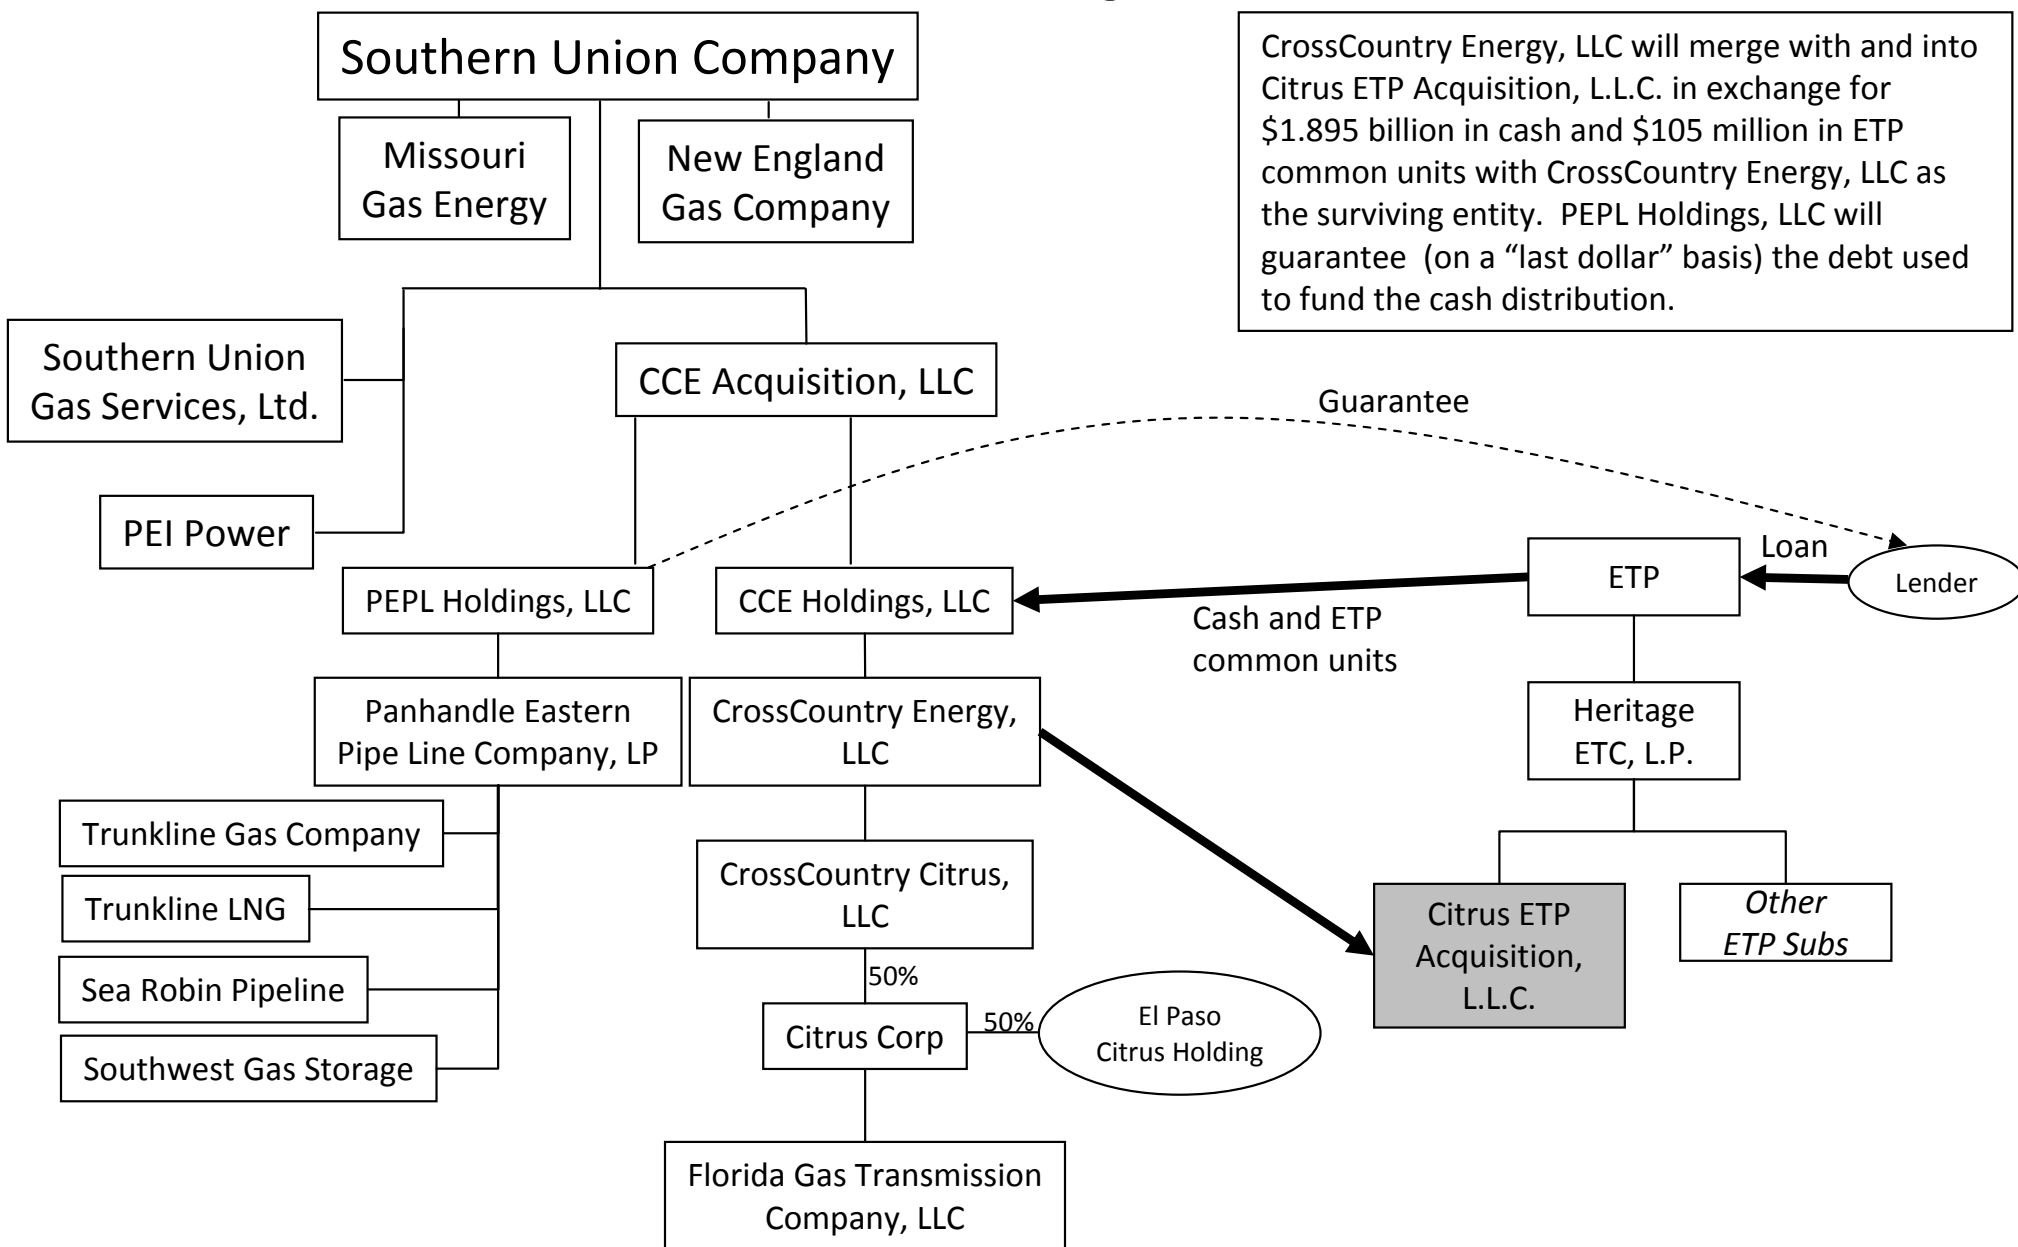 Southern Union Company
CrossCountry Energy, LLC will merge with and into
Citrus ETP Acquisition, L.L.C. in exchange for
$1.895 billion in cash and $105 million in ETP
common units with CrossCountry Energy, LLC as
the surviving entity.  PEPL Holdings, LLC will
guarantee  (on a “last dollar” basis) the debt used
to fund the cash distribution.
Missouri
Gas Energy
New England
Gas Company
Southern Union
Gas Services, Ltd.
CCE Acquisition, LLC
Guarantee
PEI Power
PEPL Holdings, LLC
CCE Holdings, LLC
Cash and ETP
common units
ETP
Loan
Lender
Panhandle Eastern
Pipe Line Company, LP
CrossCountry Energy,
LLC
Heritage
ETC, L.P.
Trunkline Gas Company
Trunkline LNG
Sea Robin Pipeline
Southwest Gas Storage
CrossCountry Citrus,
LLC
Citrus ETP
Acquisition,
L.L.C.
Other
ETP Subs
50%
Citrus Corp
50%
El Paso
Citrus Holding
Florida Gas Transmission
Company, LLC